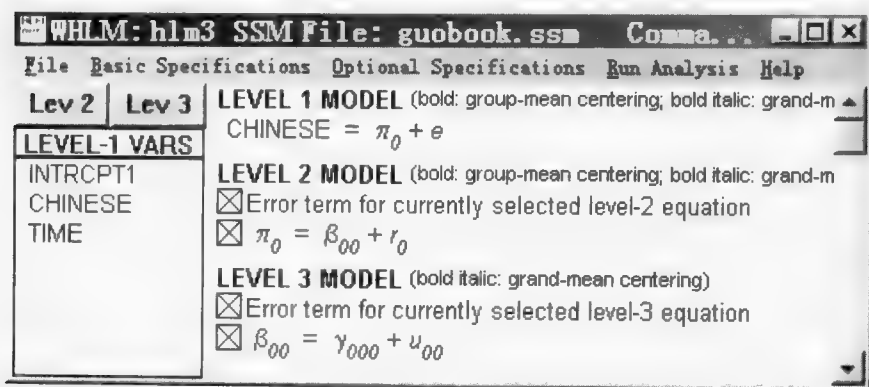 WHLM: hlm3 SSM File: guobook.ssm Comma...
File Basic Specifications Optional Specifications Run Analysis Help
Lev 2 Lev 3
LEVEL-1 VARS
INTRCPT1
CHINESE
TIME
LEVEL 1 MODEL (bold: group-mean centering; bold italic: grand-m
CHINESE = π₀ + e
LEVEL 2 MODEL (bold: group-mean centering; bold italic: grand-m
☒ Error term for currently selected level-2 equation
☒ π₀ = β₀₀ + r₀
LEVEL 3 MODEL (bold italic: grand-mean centering)
☒ Error term for currently selected level-3 equation
☒ β₀₀ = γ₀₀₀ + u₀₀